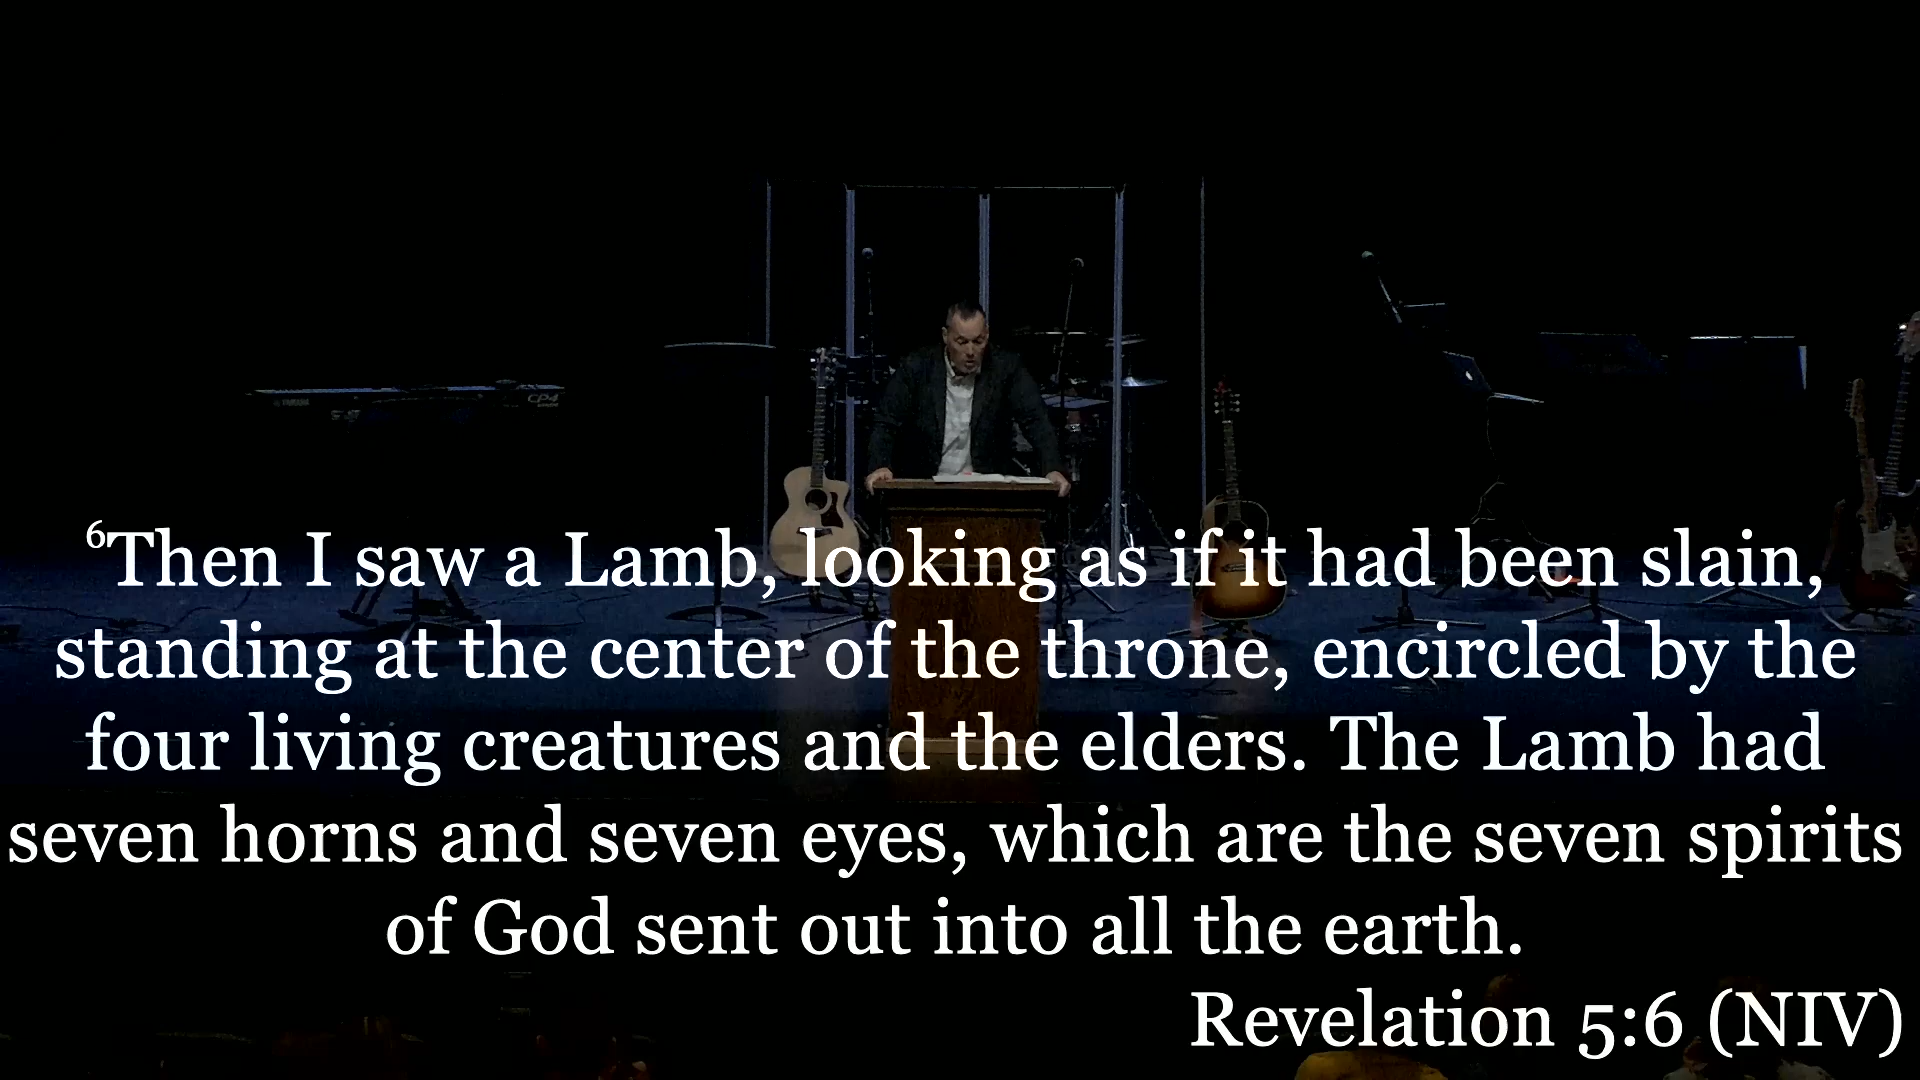 YAMAHA CP4
⁶Then I saw a Lamb, looking as if it had been slain,
standing at the center of the throne, encircled by the
four living creatures and the elders. The Lamb had
seven horns and seven eyes, which are the seven spirits
of God sent out into all the earth.
Revelation 5:6 (NIV)